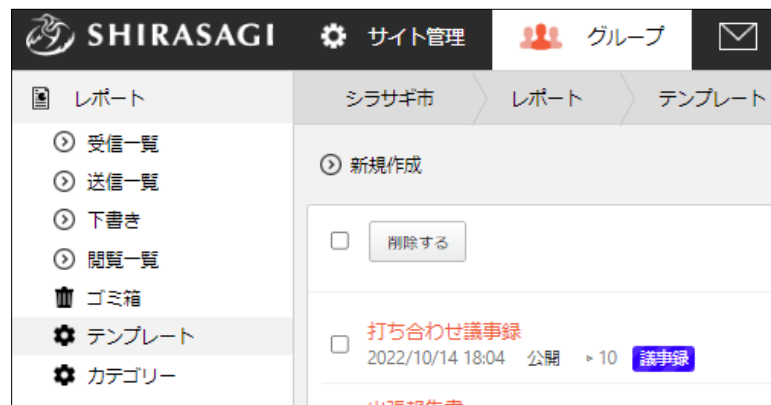 SHIRASAGI サイト管理 グループ
レポート
受信一覧
送信一覧
下書き
閲覧一覧
ゴミ箱
テンプレート
カテゴリー
シラサギ市 レポート テンプレート
新規作成
削除する
打ち合わせ議事録
2022/10/14 18:04 公開 ▸ 10 議事録